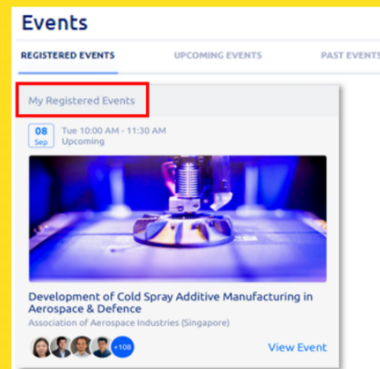 Events
REGISTERED EVENTS UPCOMING EVENTS PAST EVENTS
My Registered Events
08 Tue 10:00 AM - 11:30 AM
Sep Upcoming
Development of Cold Spray Additive Manufacturing in
Aerospace & Defence
Association of Aerospace Industries (Singapore)
+108 View Event